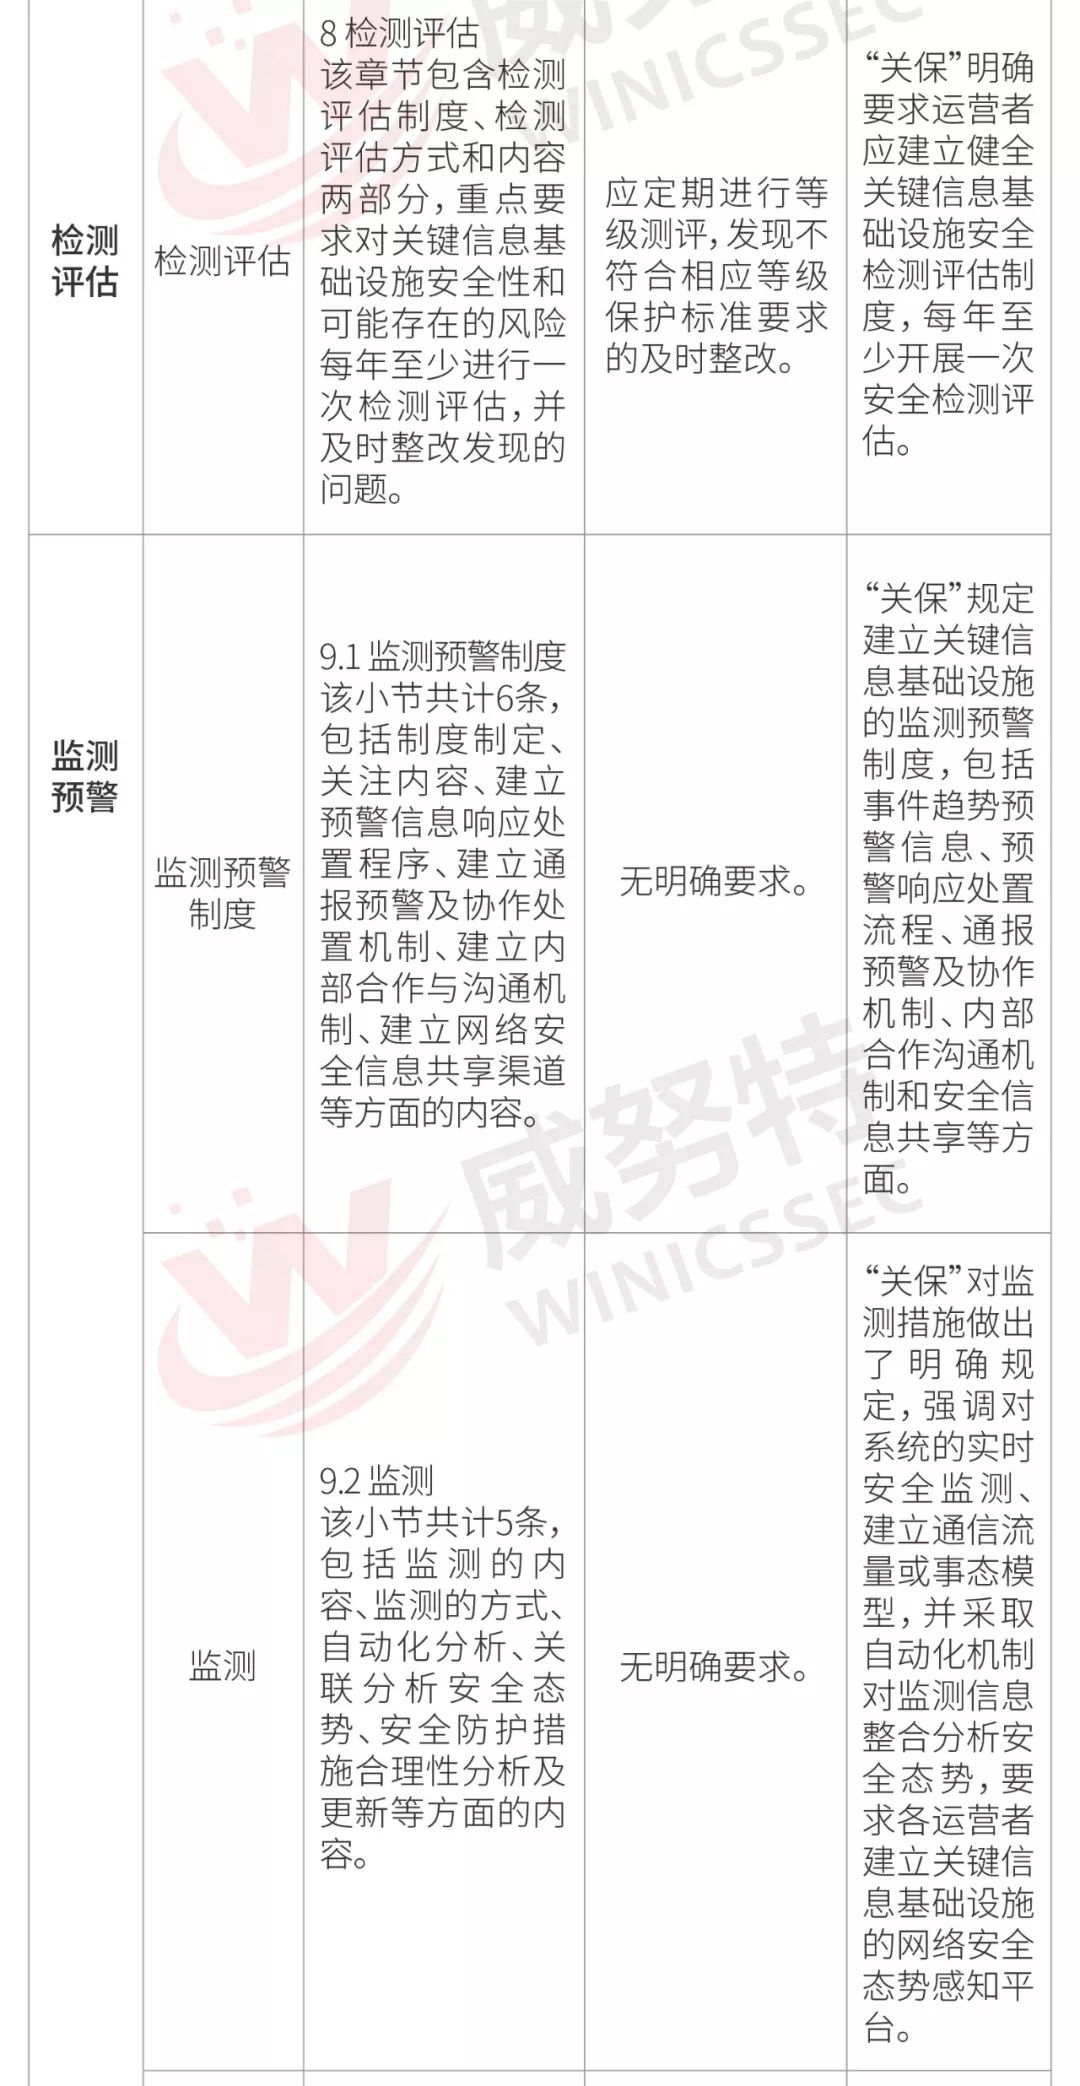 检测
评估
检测评估
8 检测评估
该章节包含检测
评估制度、检测
评估方式和内容
两部分，重点要
求对关键信息基
础设施安全性和
可能存在的风险
每年至少进行一
次检测评估，并
及时整改发现的
问题。
应定期进行等
级测评，发现不
符合相应等级
保护标准要求
的及时整改。
“关保”明确
要求运营者
应建立健全
关键信息基
础设施安全
检测评估制
度，每年至
少开展一次
安全检测评
估。
监测
预警
监测预警
制度
9.1 监测预警制度
该小节共计6条，
包括制度制定、
关注内容、建立
预警信息响应处
置程序、建立通
报预警及协作处
置机制、建立内
部合作与沟通机
制、建立网络安
全信息共享渠道
等方面的内容。
无明确要求。
“关保”规定
建立关键信
息基础设施
的监测预警
制度，包括
事件趋势预
警信息、预
警响应处置
流程、通报
预警及协作
机制、内部
合作沟通机
制和安全信
息共享等方
面。
监测
9.2 监测
该小节共计5条，
包括监测的内
容、监测的方式、
自动化分析、关
联分析安全态
势、安全防护措
施合理性分析及
更新等方面的内
容。
无明确要求。
“关保”对监
测措施做出
了明确规
定，强调对
系统的实时
安全监测、
建立通信流
量或事态模
型，并采取
自动化机制
对监测信息
整合分析安
全态势，要
求各运营者
建立关键信
息基础设施
的网络安全
态势感知平
台。
WINICSSEC
威努特
WINICSSEC